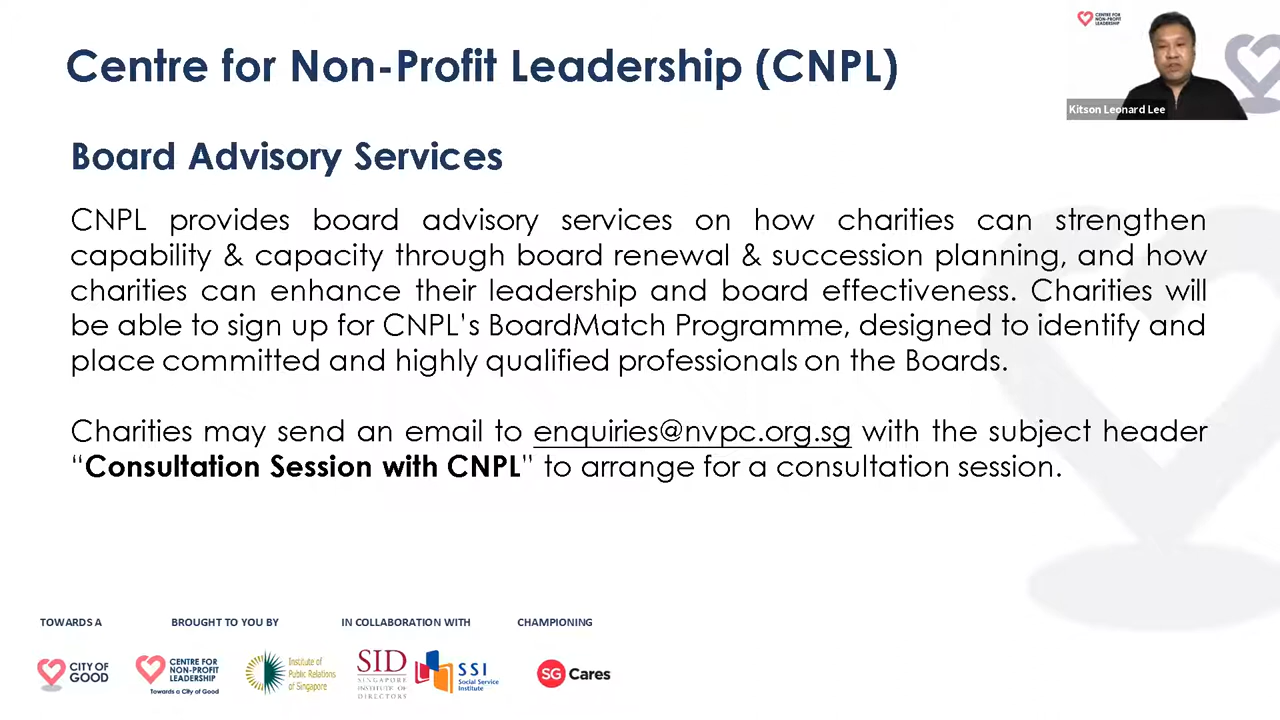 Centre for Non-Profit Leadership (CNPL)
CENTRE FOR
NON-PROFIT
LEADERSHIP
Kitson Leonard Lee
Board Advisory Services
CNPL provides board advisory services on how charities can strengthen
capability & capacity through board renewal & succession planning, and how
charities can enhance their leadership and board effectiveness. Charities will
be able to sign up for CNPL's BoardMatch Programme, designed to identify and
place committed and highly qualified professionals on the Boards.
Charities may send an email to enquiries@nvpc.org.sg with the subject header
“Consultation Session with CNPL” to arrange for a consultation session.
TOWARDS A
BROUGHT TO YOU BY
IN COLLABORATION WITH
CHAMPIONING
CITY OF
GOOD
CENTRE FOR
NON-PROFIT
LEADERSHIP
Towards a City of Good
Institute of
Public Relations
of Singapore
SID
SINGAPORE
INSTITUTE OF
DIRECTORS
SSI
Social Service
Institute
SG Cares